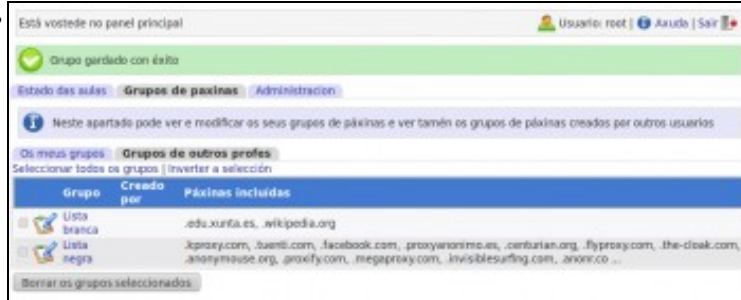 Está vostede no panel principal
Usuario: root | Axuda | Sair
Grupo gardado con éxito
Estado das aulas Grupos de paxinas Administracion
Neste apartado pode ver e modificar os seus grupos de páxinas e ver tamén os grupos de páxinas creados por outros usuarios
Os meus grupos Grupos de outros profes
Seleccionar todos os grupos | Inverter a selección
Grupo Creado por Páxinas incluídas
Lista branca .edu.xunta.es, .wikipedia.org
Lista negra .kproxy.com, .tuenti.com, .facebook.com, .proxyanonimo.es, .centurian.org, .flyproxy.com, .the-cloak.com,
.anonymouse.org, .proxify.com, .megaproxy.com, .invisiblesurfing.com, .anonr.co ...
Borrar os grupos seleccionados